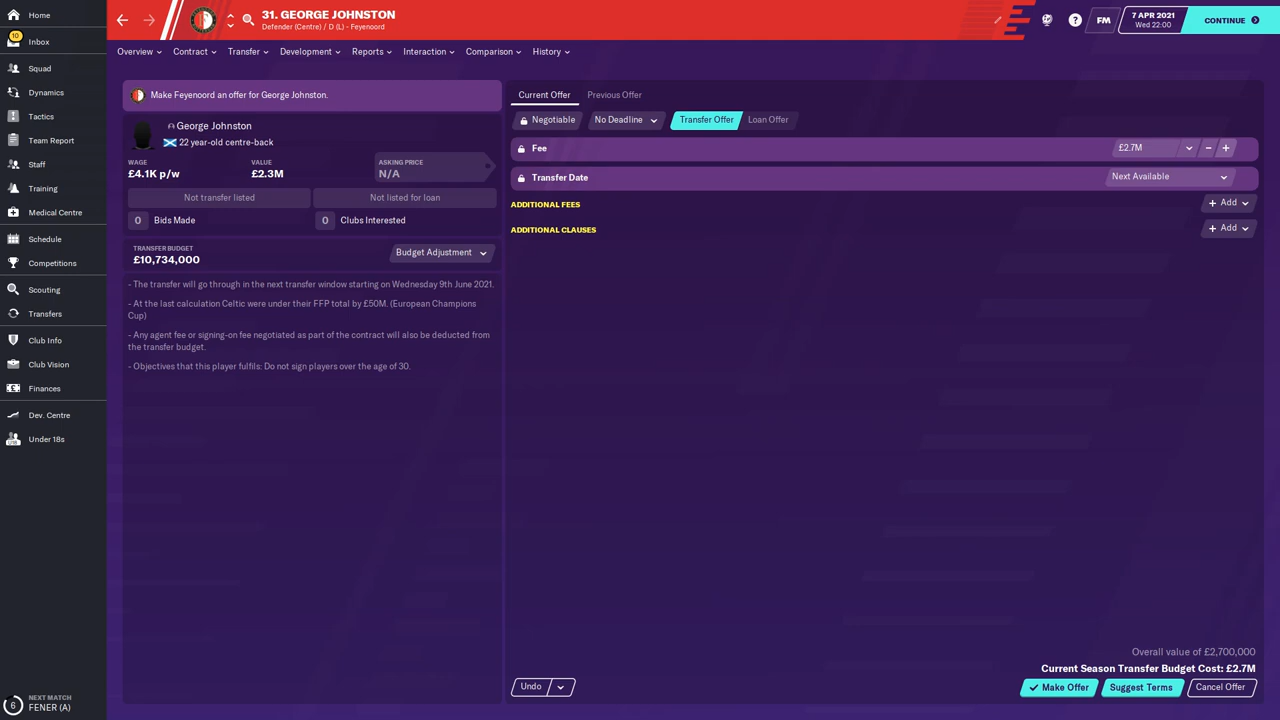 Home
10
Inbox
Squad
Dynamics
Tactics
Team Report
Staff
Training
Medical Centre
Schedule
Competitions
Scouting
Transfers
Club Info
Club Vision
Finances
Dev. Centre
U18
Under 18s
6
NEXT MATCH
FENER (A)
31. GEORGE JOHNSTON
Defender (Centre) / D (L) - Feyenoord
?
FM
7 APR 2021
Wed 22:00
CONTINUE
Overview
Contract
Transfer
Development
Reports
Interaction
Comparison
History
Make Feyenoord an offer for George Johnston.
George Johnston
22 year-old centre-back
WAGE
£4.1K p/w
VALUE
£2.3M
ASKING PRICE
N/A
Not transfer listed
Not listed for loan
0 Bids Made
0 Clubs Interested
TRANSFER BUDGET
£10,734,000
Budget Adjustment
- The transfer will go through in the next transfer window starting on Wednesday 9th June 2021.
- At the last calculation Celtic were under their FFP total by £50M. (European Champions
Cup)
- Any agent fee or signing-on fee negotiated as part of the contract will also be deducted from
the transfer budget.
- Objectives that this player fulfils: Do not sign players over the age of 30.
Current Offer
Previous Offer
Negotiable
No Deadline
Transfer Offer
Loan Offer
Fee
£2.7M
Transfer Date
Next Available
ADDITIONAL FEES
+ Add
ADDITIONAL CLAUSES
+ Add
Overall value of £2,700,000
Current Season Transfer Budget Cost: £2.7M
Undo
Make Offer
Suggest Terms
Cancel Offer